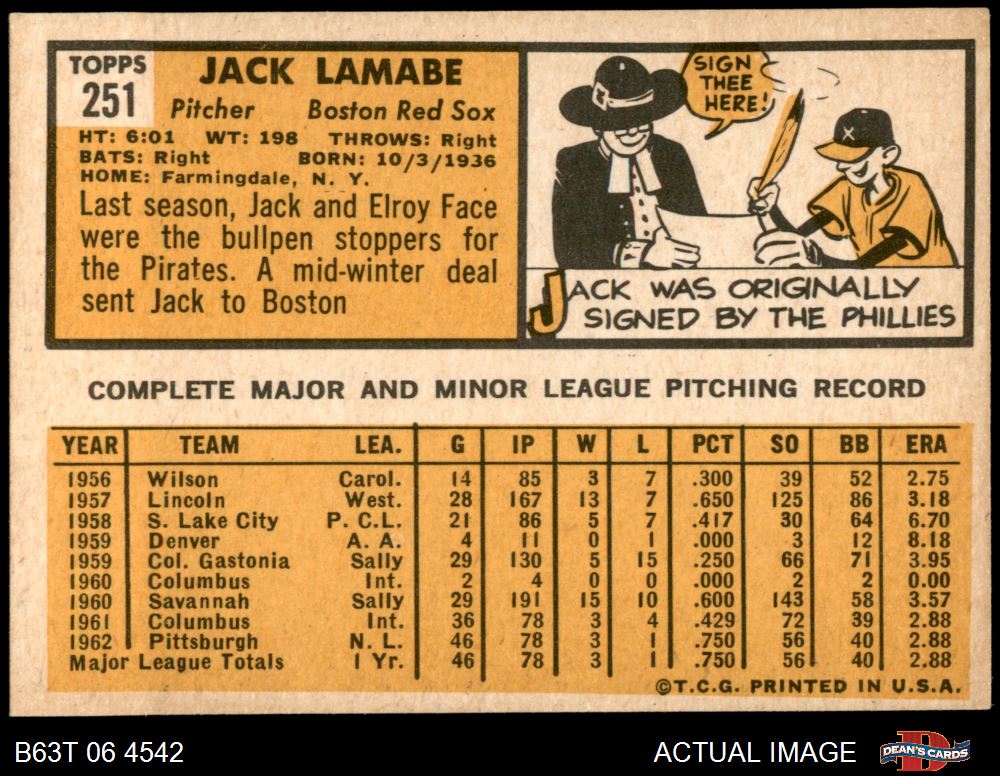 TOPPS
251
JACK LAMABE
Pitcher Boston Red Sox
HT: 6:01 WT: 198 THROWS: Right
BATS: Right BORN: 10/3/1936
HOME: Farmingdale, N. Y.
Last season, Jack and Elroy Face
were the bullpen stoppers for
the Pirates. A mid-winter deal
sent Jack to Boston
SIGN
THEE
HERE!
X
JACK WAS ORIGINALLY
SIGNED BY THE PHILLIES
COMPLETE MAJOR AND MINOR LEAGUE PITCHING RECORD
YEAR TEAM LEA. G IP W L PCT SO BB ERA
1956 Wilson Carol. 14 85 3 7 .300 39 52 2.75
1957 Lincoln West. 28 167 13 7 .650 125 86 3.18
1958 S. Lake City P. C. L. 21 86 5 7 .417 30 64 6.70
1959 Denver A. A. 4 11 0 1 .000 3 12 8.18
1959 Col. Gastonia Sally 29 130 5 15 .250 66 71 3.95
1960 Columbus Int. 2 4 0 0 .000 2 2 0.00
1960 Savannah Sally 29 191 15 10 .600 143 58 3.57
1961 Columbus Int. 36 78 3 4 .429 72 39 2.88
1962 Pittsburgh N. L. 46 78 3 1 .750 56 40 2.88
Major League Totals 1 Yr. 46 78 3 1 .750 56 40 2.88
©T.C.G. PRINTED IN U.S.A.
B63T 06 4542 ACTUAL IMAGE
DEAN'S CARDS